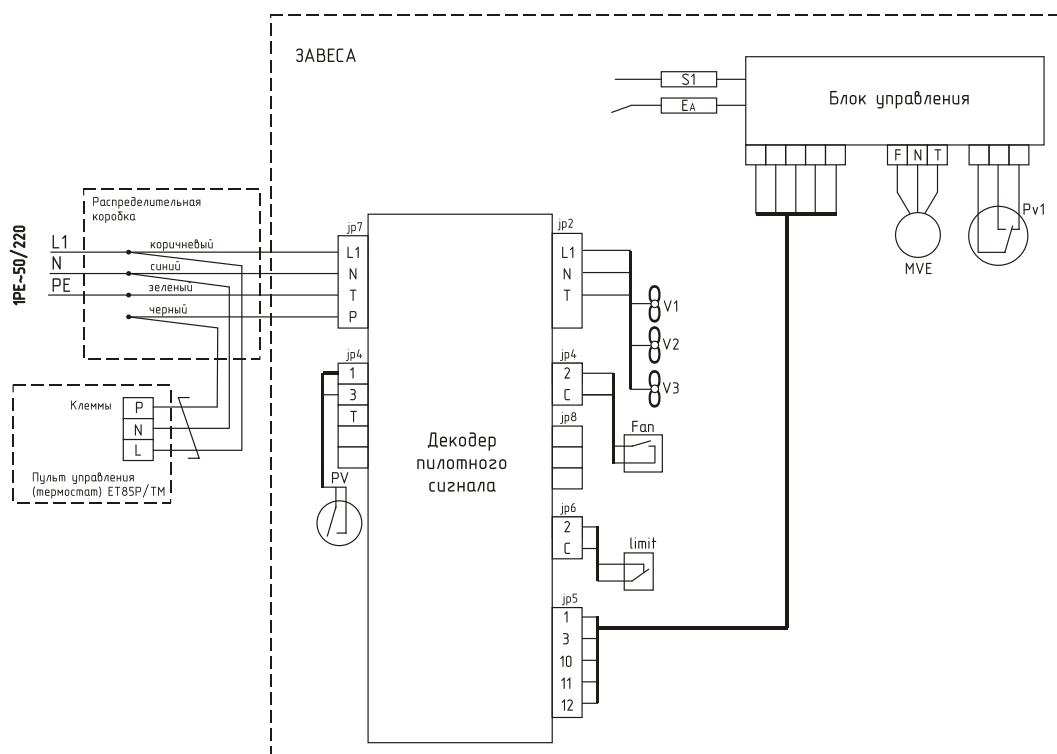 ЗАВЕСА
S1
EA
Блок управления
F N T
MVE
Pv1
1PE~50/220
Распределительная
коробка
L1
N
PE
коричневый
синий
зеленый
черный
jp7
L1
N
T
P
jp4
1
3
T
PV
Клеммы
P
N
L
Пульт управления
(термостат) ET85P/TM
Декодер
пилотного
сигнала
jp2
L1
N
T
V1
V2
V3
jp4
2
C
Fan
jp8
jp6
2
C
limit
jp5
1
3
10
11
12